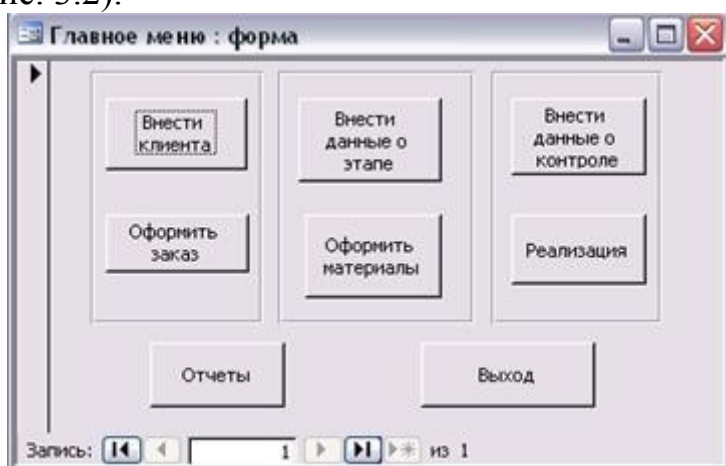 ис. 3.2).
Главное меню : форма
Внести
клиента
Внести
данные о
этапе
Внести
данные о
контроле
Оформить
заказ
Оформить
материалы
Реализация
Отчеты
Выход
Запись: 1 из 1